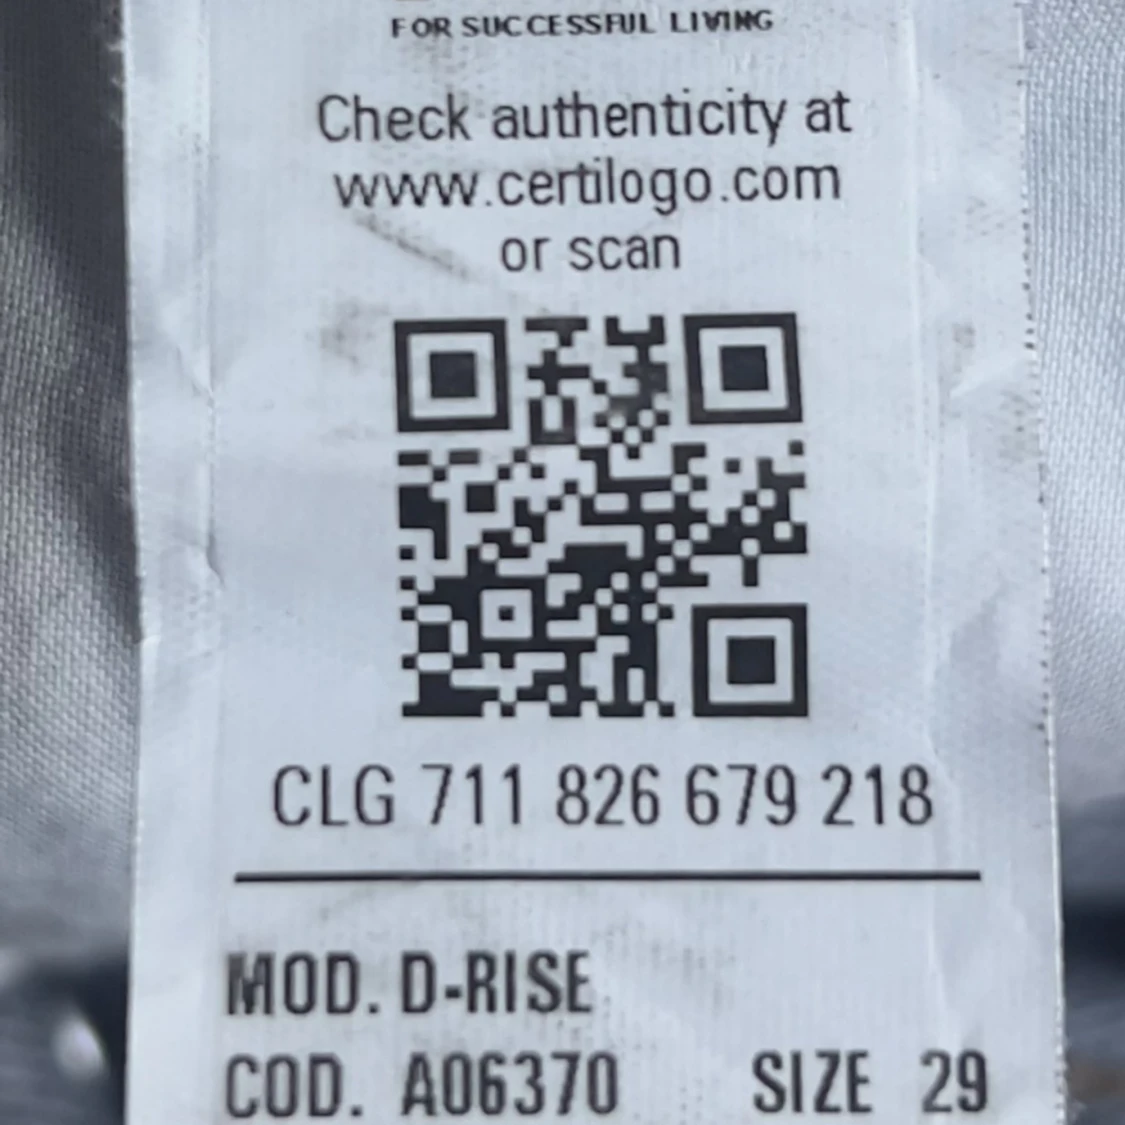 FOR SUCCESSFUL LIVING
Check authenticity at
www.certilogo.com
or scan
CLG 711 826 679 218
MOD. D-RISE
COD. A06370 SIZE 29